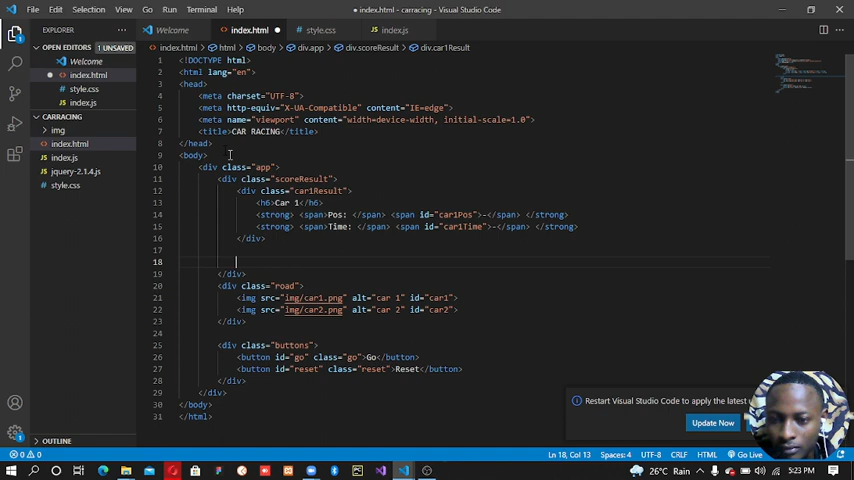 File Edit Selection View Go Run Terminal Help
● index.html - carracing - Visual Studio Code
EXPLORER ···
Welcome
index.html
style.css
index.js
index.html > html > body > div.app > div.scoreResult > div.car1Result
OPEN EDITORS 1 UNSAVED
Welcome
index.html
style.css
index.js
CARRACING
img
index.html
index.js
jquery-2.1.4.js
style.css
OUTLINE
1 <!DOCTYPE html>
2 <html lang="en">
3 <head>
4 <meta charset="UTF-8">
5 <meta http-equiv="X-UA-Compatible" content="IE=edge">
6 <meta name="viewport" content="width=device-width, initial-scale=1.0">
7 <title>CAR RACING</title>
8 </head>
9 <body>
10 <div class="app">
11 <div class="scoreResult">
12 <div class="car1Result">
13 <h6>Car 1</h6>
14 <strong> <span>Pos: </span> <span id="car1Pos">-</span> </strong>
15 <strong> <span>Time: </span> <span id="car1Time">-</span> </strong>
16 </div>
17
18
19 </div>
20 <div class="road">
21 <img src="img/car1.png" alt="car 1" id="car1">
22 <img src="img/car2.png" alt="car 2" id="car2">
23 </div>
24
25 <div class="buttons">
26 <button id="go" class="go">Go</button>
27 <button id="reset" class="reset">Reset</button>
28 </div>
29 </div>
30 </body>
31 </html>
Restart Visual Studio Code to apply the latest
Update Now
0 0
Ln 18, Col 13 Spaces: 4 UTF-8 CRLF HTML Go Live
26°C Rain
5:23 PM